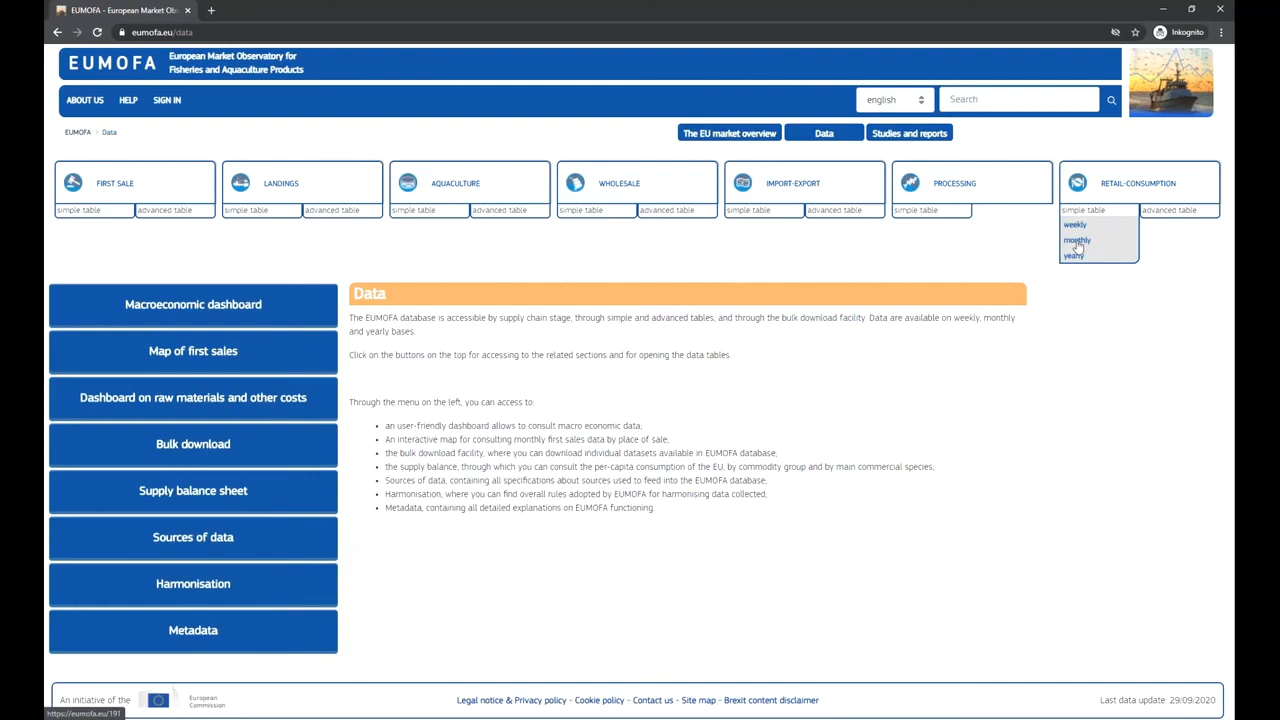 EUMOFA - European Market Obs
eumofa.eu/data
Inkognito
EUMOFA
European Market Observatory for
Fisheries and Aquaculture Products
ABOUT US HELP SIGN IN
english
Search
EUMOFA > Data
The EU market overview
Data
Studies and reports
FIRST SALE
LANDINGS
AQUACULTURE
WHOLESALE
IMPORT-EXPORT
PROCESSING
RETAIL-CONSUMPTION
simple table advanced table
simple table advanced table
simple table advanced table
simple table advanced table
simple table advanced table
simple table
simple table advanced table
weekly
monthly
yearly
Macroeconomic dashboard
Map of first sales
Dashboard on raw materials and other costs
Bulk download
Supply balance sheet
Sources of data
Harmonisation
Metadata
Data
The EUMOFA database is accessible by supply chain stage, through simple and advanced tables, and through the bulk download facility. Data are available on weekly, monthly
and yearly bases.
Click on the buttons on the top for accessing to the related sections and for opening the data tables.
Through the menu on the left, you can access to:
• an user-friendly dashboard allows to consult macro economic data;
• An interactive map for consulting monthly first sales data by place of sale;
• the bulk download facility, where you can download individual datasets available in EUMOFA database;
• the supply balance, through which you can consult the per-capita consumption of the EU, by commodity group and by main commercial species;
• Sources of data, containing all specifications about sources used to feed into the EUMOFA database;
• Harmonisation, where you can find overall rules adopted by EUMOFA for harmonising data collected;
• Metadata, containing all detailed explanations on EUMOFA functioning.
An initiative of the
European
Commission
Legal notice & Privacy policy - Cookie policy - Contact us - Site map - Brexit content disclaimer
Last data update: 29/09/2020
https://eumofa.eu/191